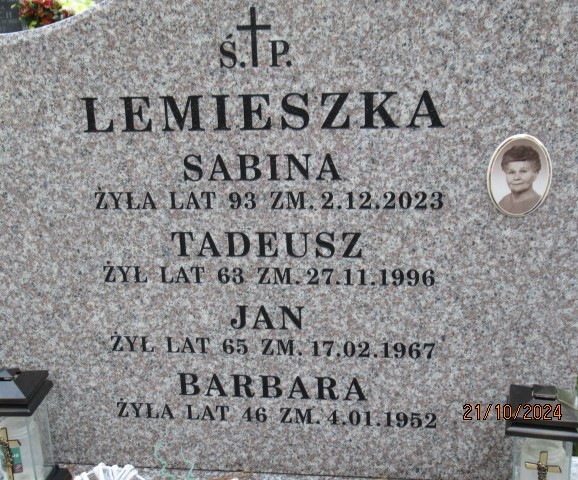 Ś. P.
LEMIESZKA
SABINA
ŻYŁA LAT 93 ZM. 2.12.2023
TADEUSZ
ŻYŁ LAT 63 ZM. 27.11.1996
JAN
ŻYŁ LAT 65 ZM. 17.02.1967
BARBARA
ŻYŁA LAT 46 ZM. 4.01.1952
21/10/2024